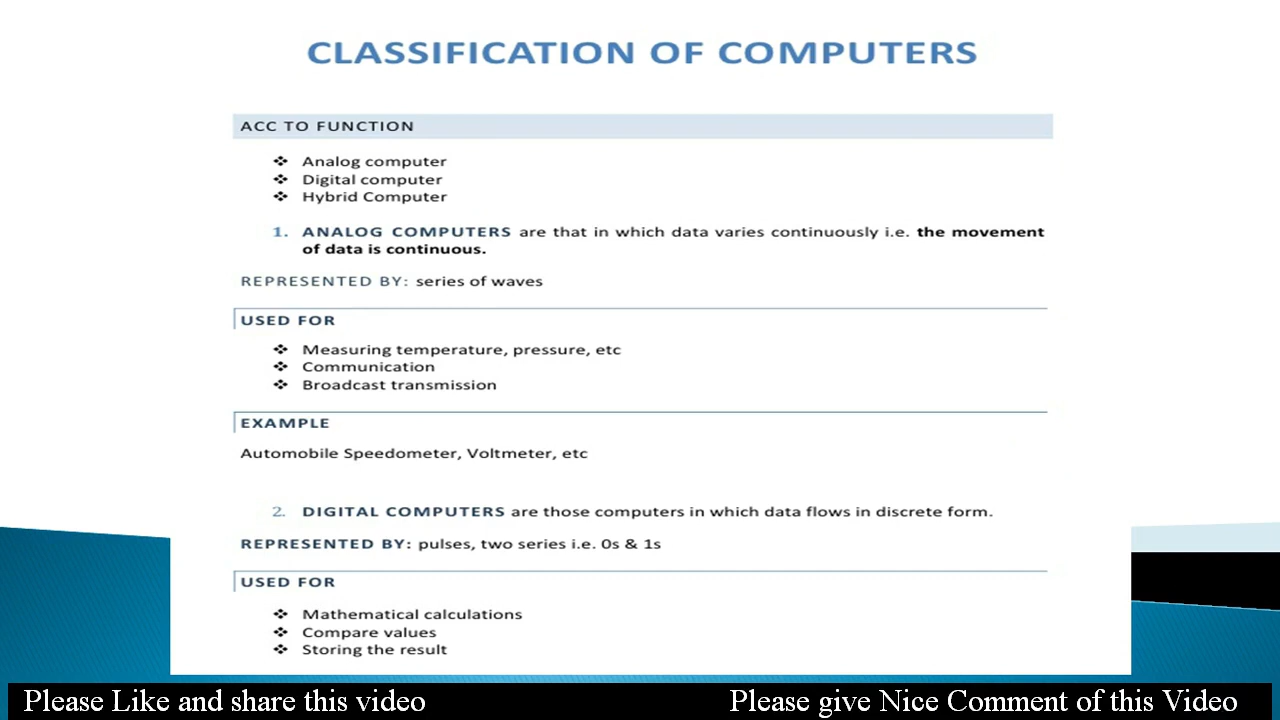 CLASSIFICATION OF COMPUTERS
ACC TO FUNCTION
❖ Analog computer
❖ Digital computer
❖ Hybrid Computer
1. ANALOG COMPUTERS are that in which data varies continuously i.e. the movement
of data is continuous.
REPRESENTED BY: series of waves
USED FOR
❖ Measuring temperature, pressure, etc
❖ Communication
❖ Broadcast transmission
EXAMPLE
Automobile Speedometer, Voltmeter, etc
2. DIGITAL COMPUTERS are those computers in which data flows in discrete form.
REPRESENTED BY: pulses, two series i.e. 0s & 1s
USED FOR
❖ Mathematical calculations
❖ Compare values
❖ Storing the result
Please Like and share this video
Please give Nice Comment of this Video